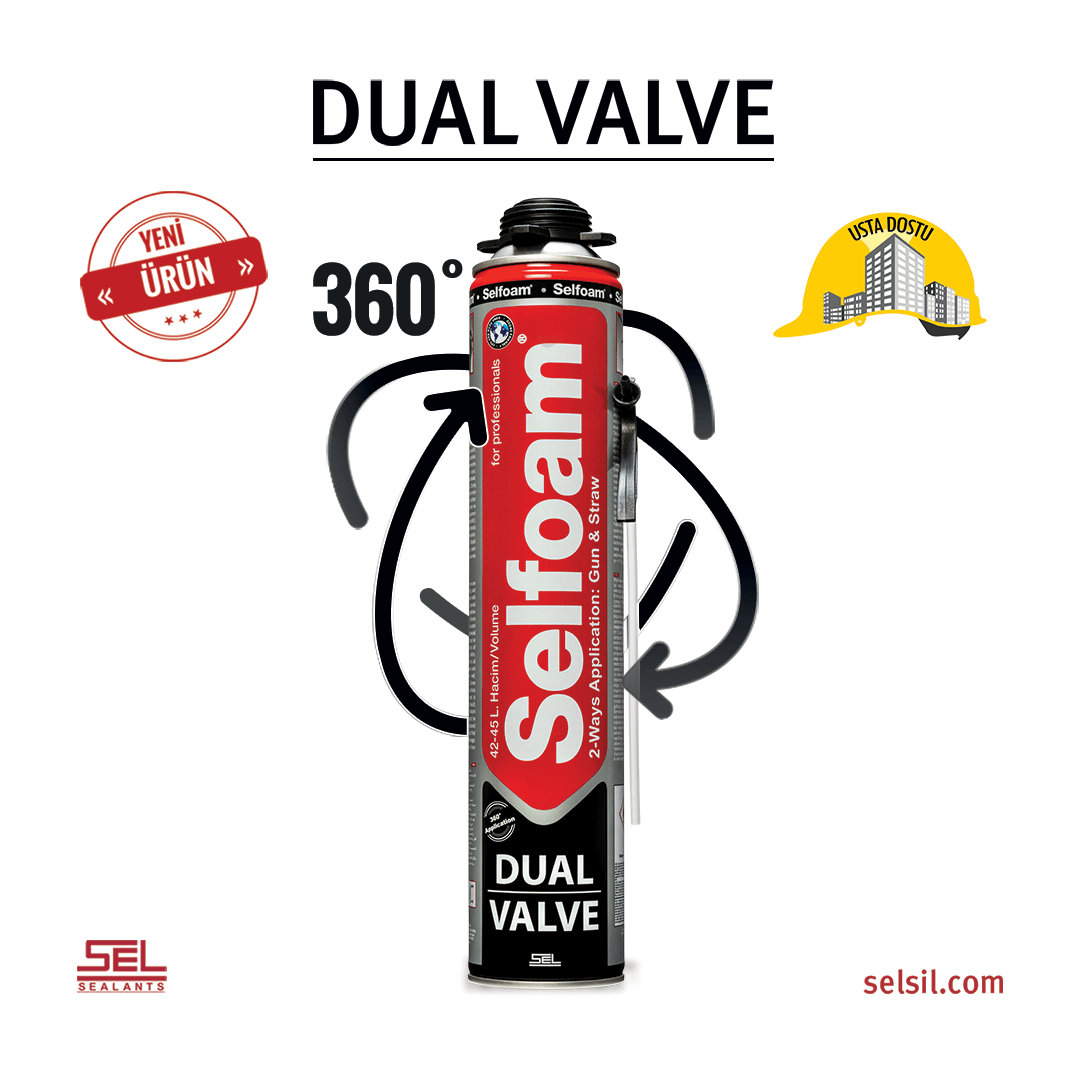 DUAL VALVE
YENİ
ÜRÜN
360°
USTA DOSTU
Selfoam® • Selfoam® • Sel
for professionals
Selfoam®
42-45 L. Hacim/Volume
2-Ways Application: Gun & Straw
360°
Application
DUAL
VALVE
SEL
SEL
SEALANTS
selsil.com